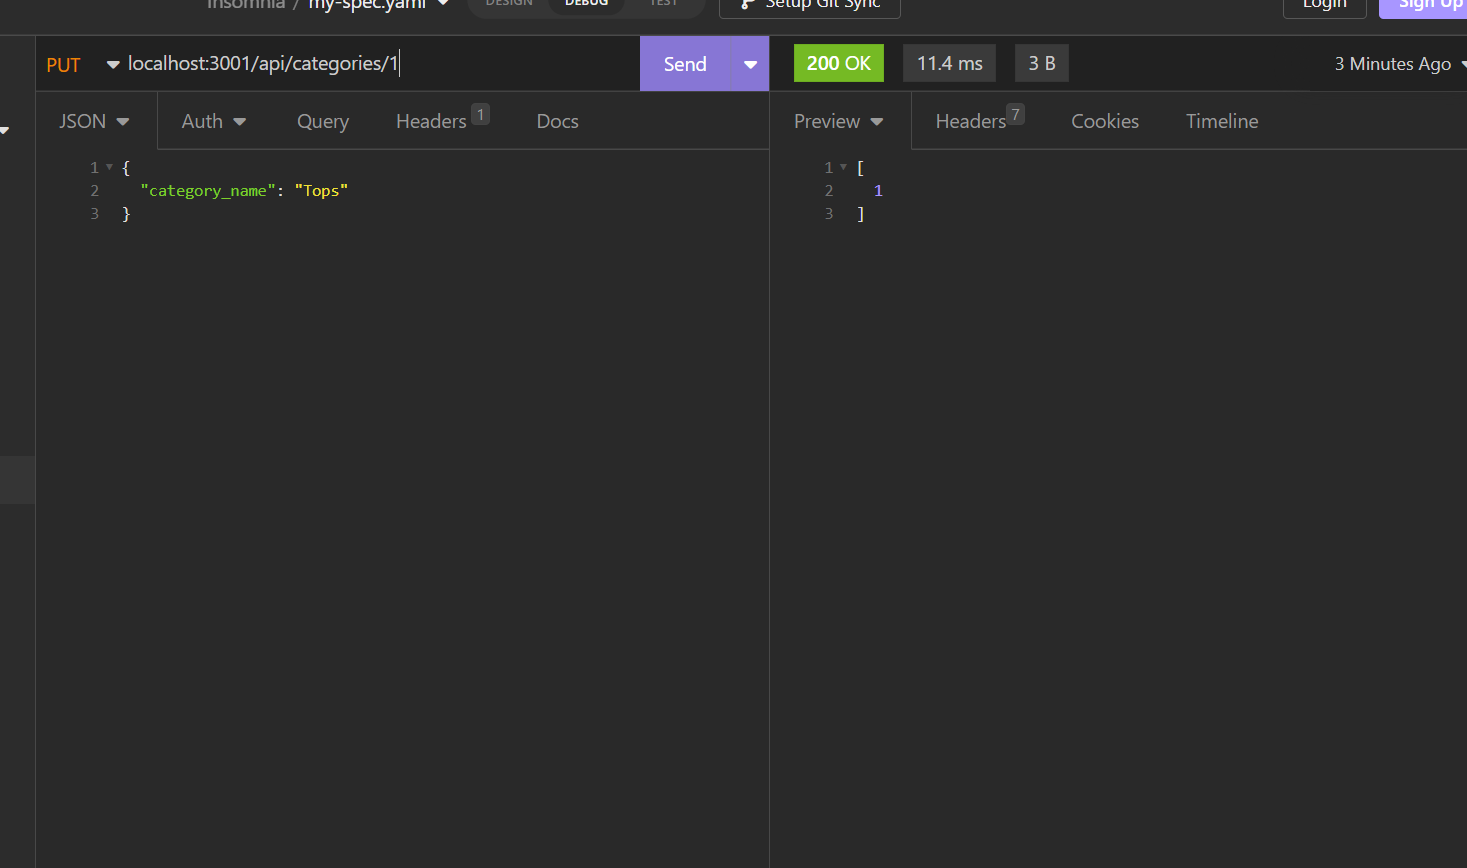 Insomnia / my-spec.yaml DESIGN DEBUG TEST Setup Git Sync Login Sign Up
PUT localhost:3001/api/categories/1 Send 200 OK 11.4 ms 3 B 3 Minutes Ago
JSON Auth Query Headers 1 Docs Preview Headers 7 Cookies Timeline
1 {
2 "category_name": "Tops"
3 }
1 [
2 1
3 ]